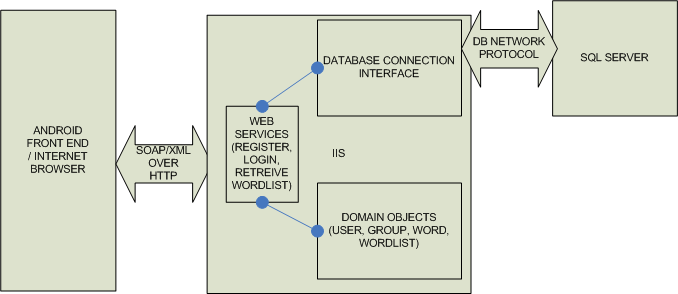 ANDROID
FRONT END
/ INTERNET
BROWSER
SOAP/XML
OVER
HTTP
WEB
SERVICES
(REGISTER,
LOGIN,
RETREIVE
WORDLIST)
DATABASE CONNECTION
INTERFACE
IIS
DOMAIN OBJECTS
(USER, GROUP, WORD,
WORDLIST)
DB NETWORK
PROTOCOL
SQL SERVER